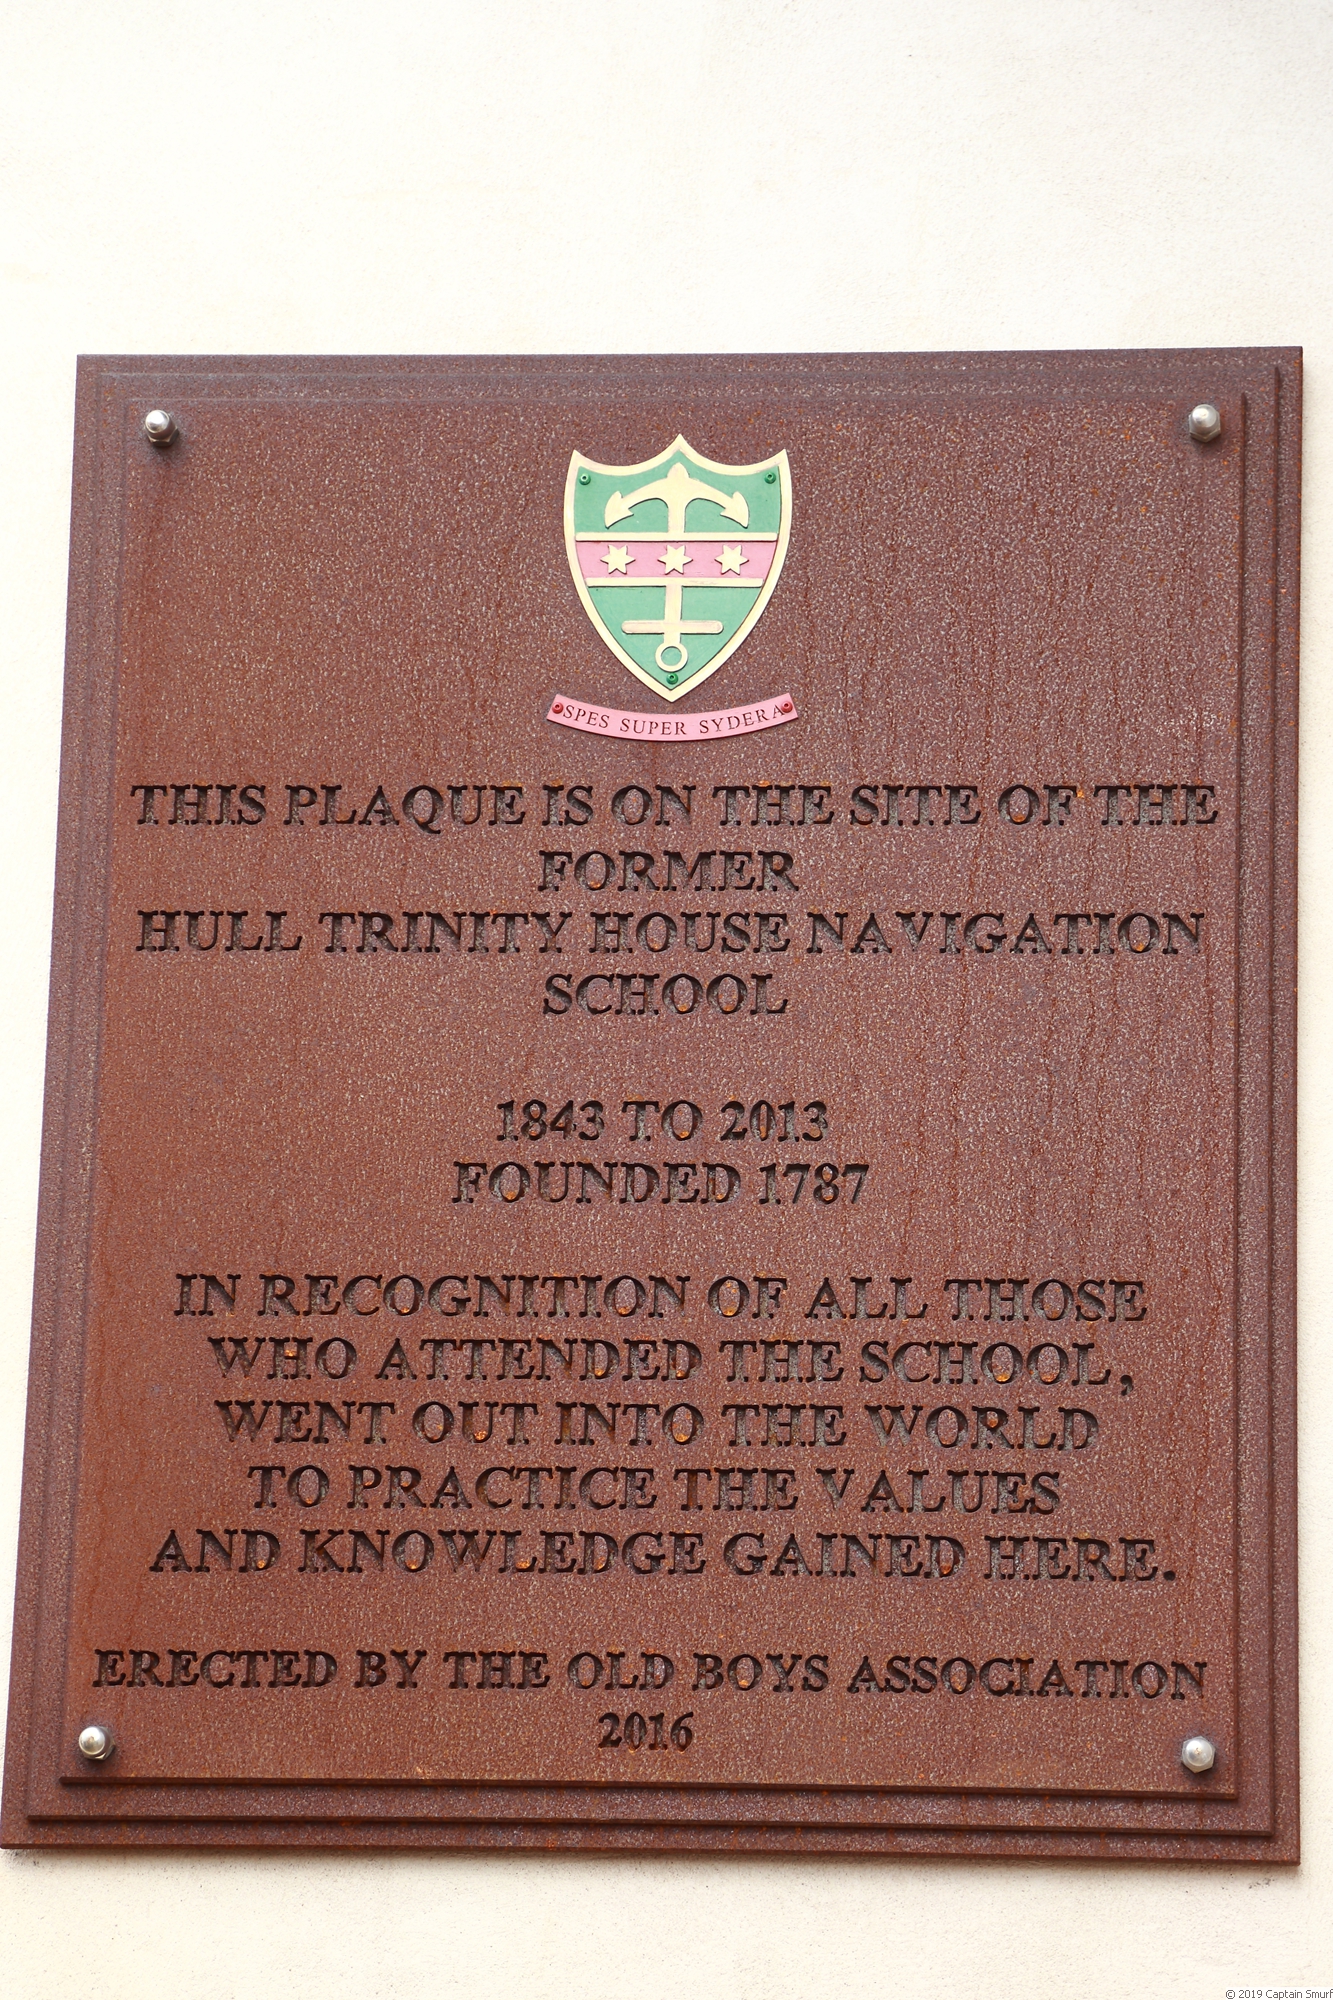 SPES SUPER SYDERA
THIS PLAQUE IS ON THE SITE OF THE
FORMER
HULL TRINITY HOUSE NAVIGATION
SCHOOL
1843 TO 2013
FOUNDED 1787
IN RECOGNITION OF ALL THOSE
WHO ATTENDED THE SCHOOL,
WENT OUT INTO THE WORLD
TO PRACTICE THE VALUES
AND KNOWLEDGE GAINED HERE.
ERECTED BY THE OLD BOYS ASSOCIATION
2016
© 2019 Captain Smurf